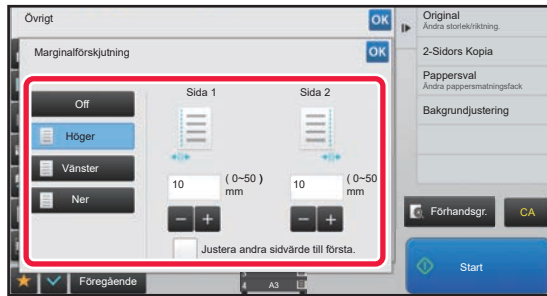 Övrigt
OK
Marginalförskjutning
OK
Off
Höger
Vänster
Ner
Sida 1
Sida 2
10
( 0~50 )
mm
10
( 0~50
mm
Justera andra sidvärde till första.
Föregående
4
A3
Original
Ändra storlek/riktning.
2-Sidors Kopia
Pappersval
Ändra pappersmatningsfack
Bakgrundjustering
Förhandsgr.
CA
Start